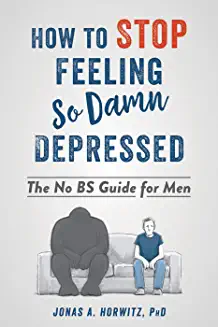 HOW TO STOP
FEELING
So Damn
DEPRESSED
The No BS Guide for Men
JONAS A. HORWITZ, PhD